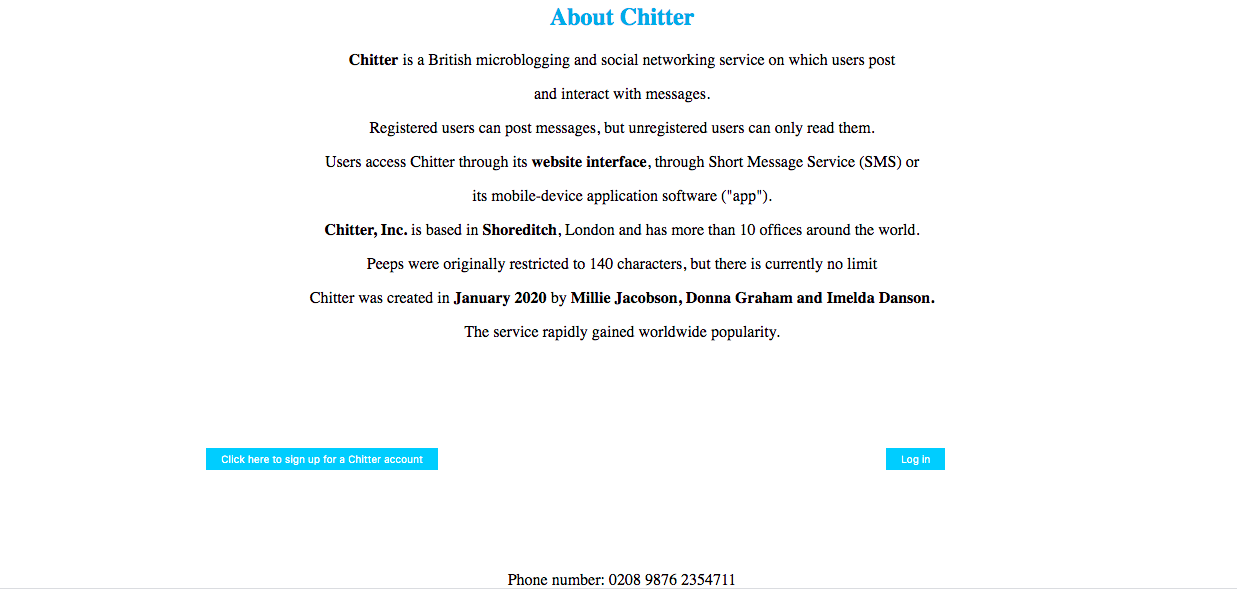 About Chitter
Chitter is a British microblogging and social networking service on which users post
and interact with messages.
Registered users can post messages, but unregistered users can only read them.
Users access Chitter through its website interface, through Short Message Service (SMS) or
its mobile-device application software ("app").
Chitter, Inc. is based in Shoreditch, London and has more than 10 offices around the world.
Peeps were originally restricted to 140 characters, but there is currently no limit
Chitter was created in January 2020 by Millie Jacobson, Donna Graham and Imelda Danson.
The service rapidly gained worldwide popularity.
Click here to sign up for a Chitter account
Log in
Phone number: 0208 9876 2354711